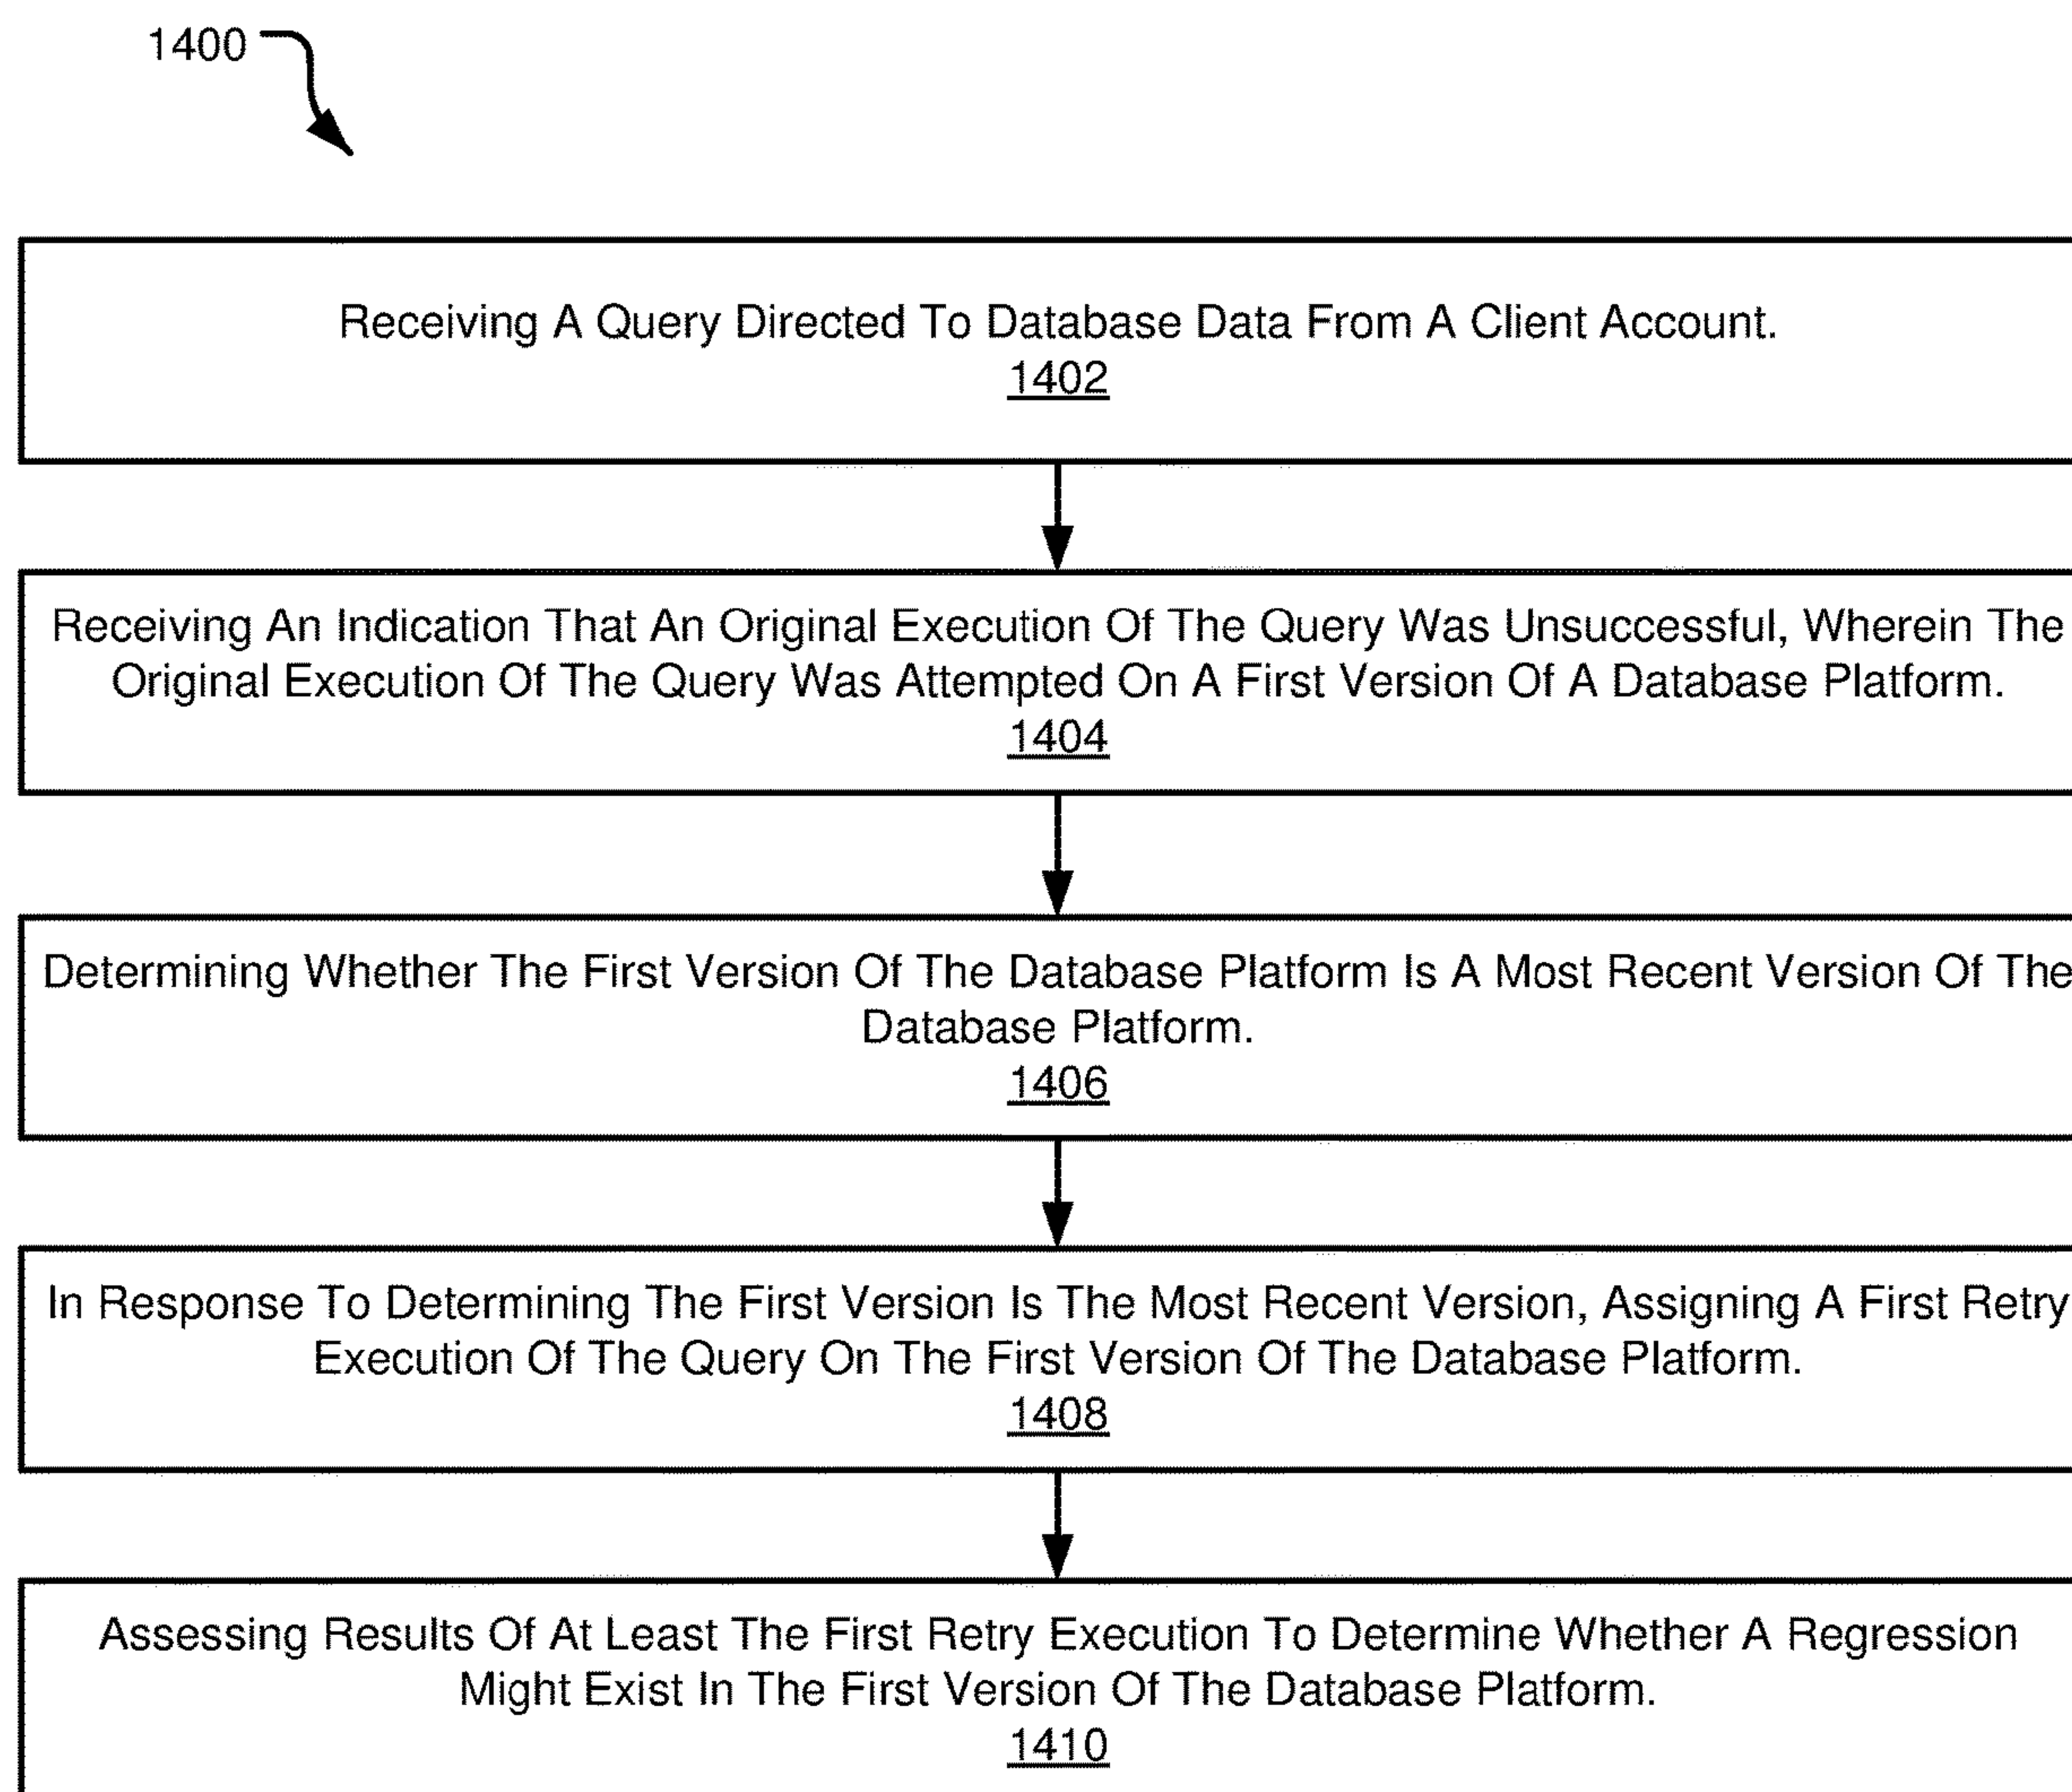 1400
Receiving A Query Directed To Database Data From A Client Account.
1402
Receiving An Indication That An Original Execution Of The Query Was Unsuccessful, Wherein The
Original Execution Of The Query Was Attempted On A First Version Of A Database Platform.
1404
Determining Whether The First Version Of The Database Platform Is A Most Recent Version Of The
Database Platform.
1406
In Response To Determining The First Version Is The Most Recent Version, Assigning A First Retry
Execution Of The Query On The First Version Of The Database Platform.
1408
Assessing Results Of At Least The First Retry Execution To Determine Whether A Regression
Might Exist In The First Version Of The Database Platform.
1410